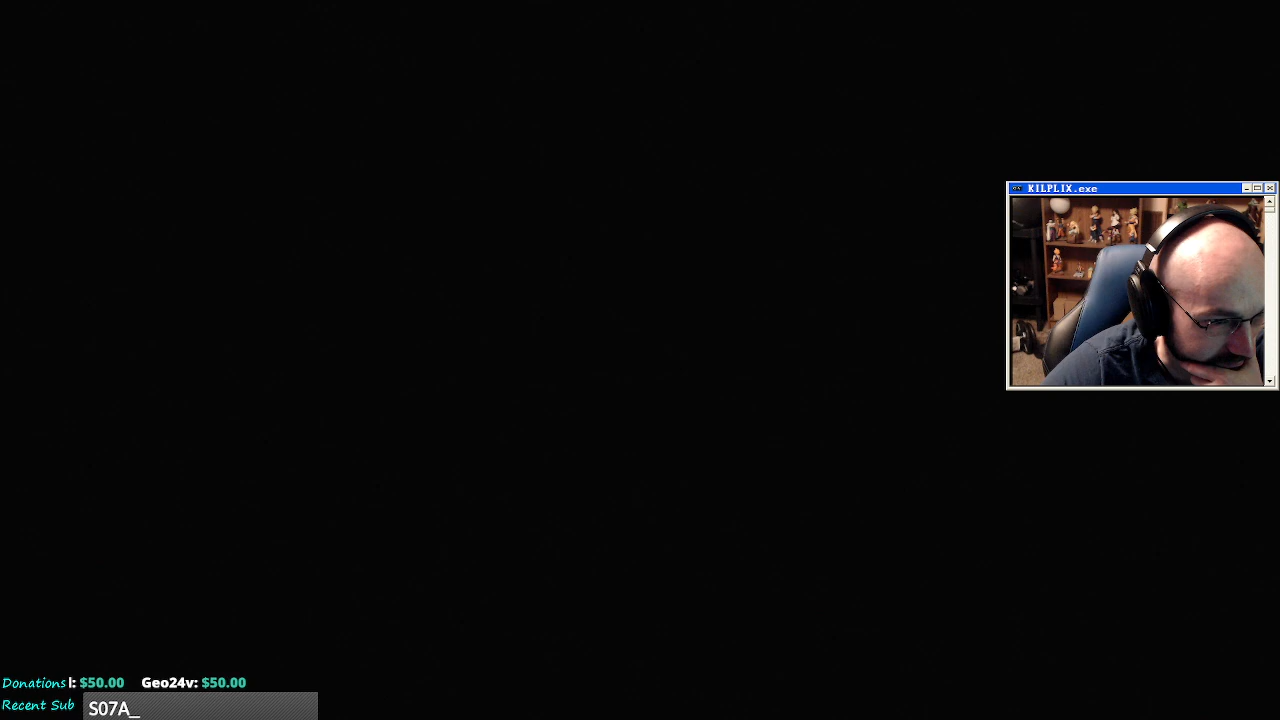 KILPLIX.exe
Donations l: $50.00 Geo24v: $50.00
Recent Sub S07A_